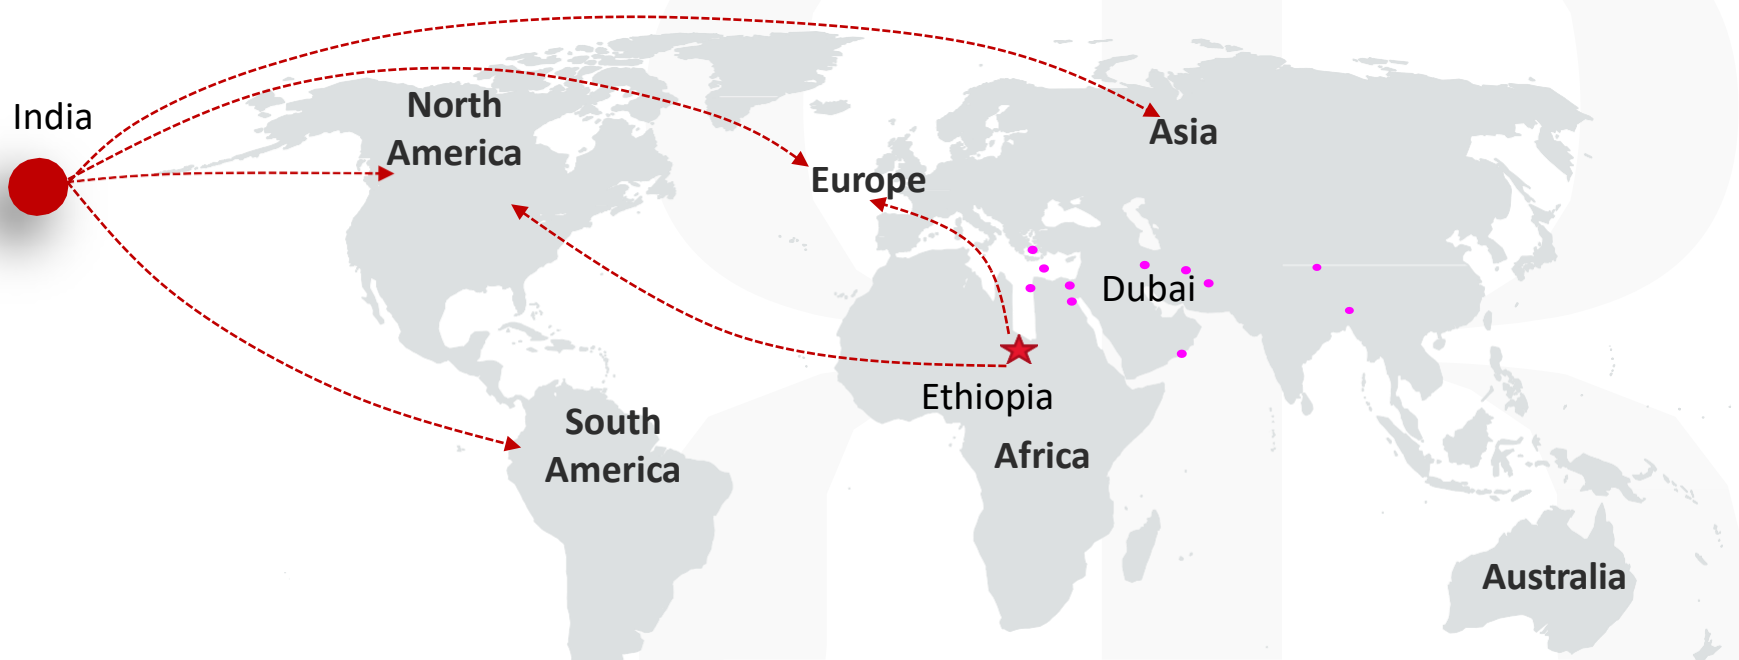 India
North
America
Asia
Europe
Dubai
Ethiopia
South
America
Africa
Australia